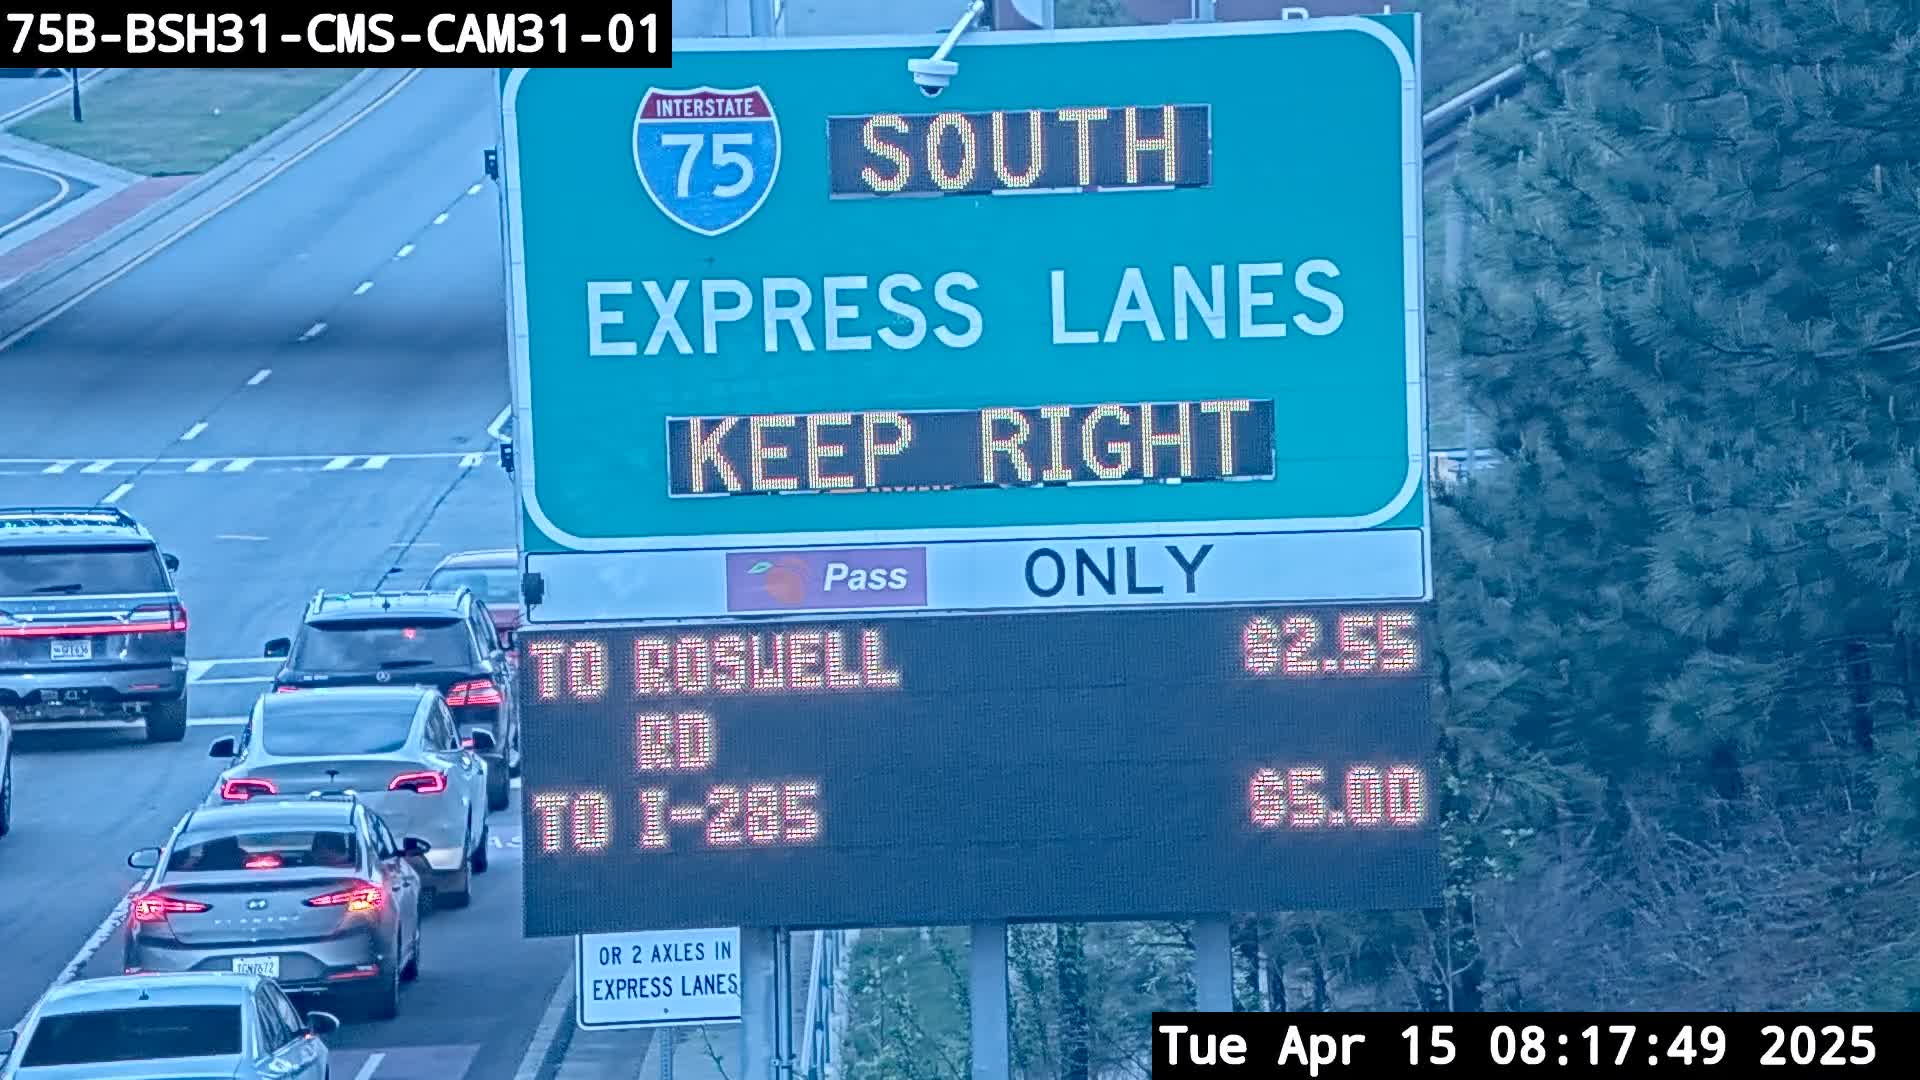 75B-BSH31-CMS-CAM31-01
INTERSTATE
75
SOUTH
EXPRESS LANES
KEEP RIGHT
Pass ONLY
TO ROSWELL $2.55
RD
TO I-285 $5.00
OR 2 AXLES IN
EXPRESS LANES
Tue Apr 15 08:17:49 2025